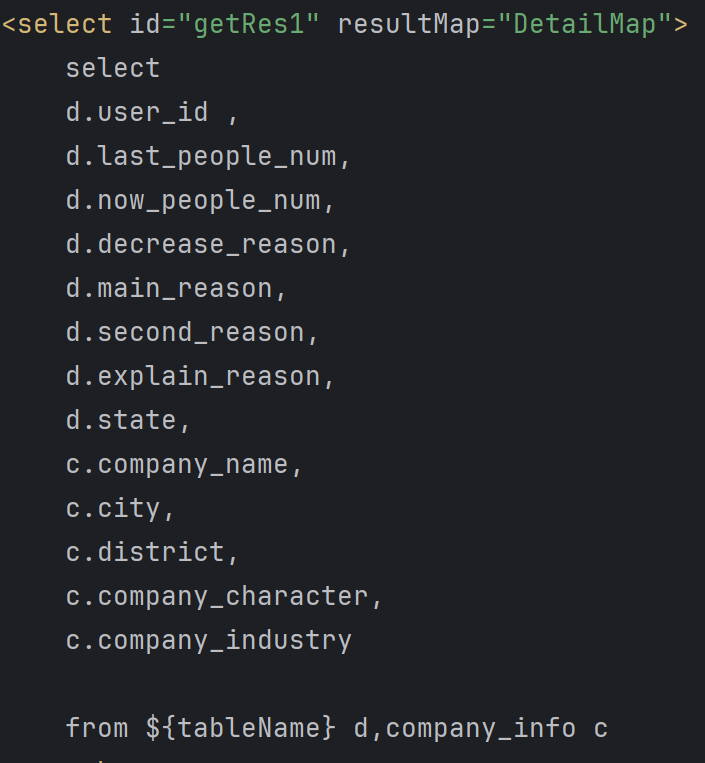 <select id="getRes1" resultMap="DetailMap">
select
d.user_id ,
d.last_people_num,
d.now_people_num,
d.decrease_reason,
d.main_reason,
d.second_reason,
d.explain_reason,
d.state,
c.company_name,
c.city,
c.district,
c.company_character,
c.company_industry
from ${tableName} d,company_info c